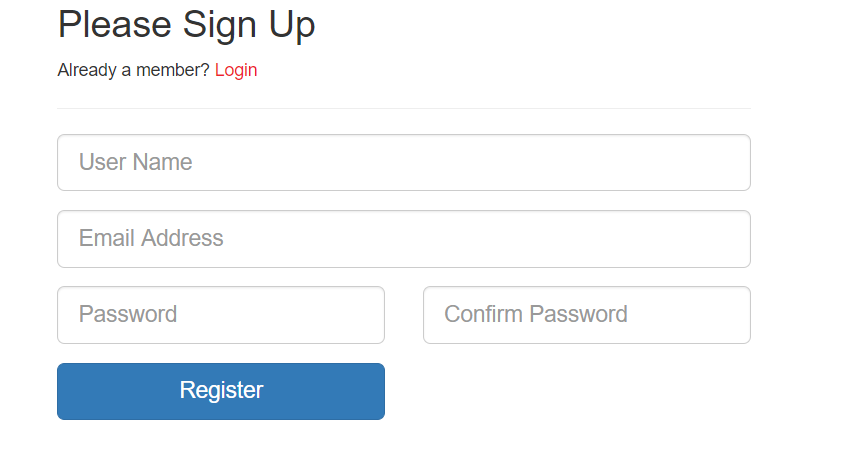 Please Sign Up
Already a member? Login
User Name
Email Address
Password Confirm Password
Register